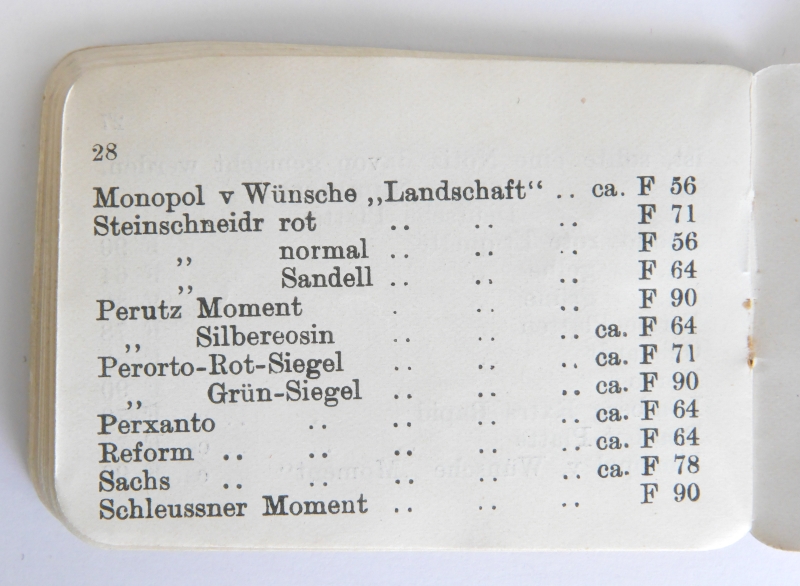 28
Monopol v Wünsche „Landschaft“ .. ca. F 56
Steinschneidr rot .. .. .. F 71
„ normal .. .. .. F 56
„ Sandell .. .. .. F 64
Perutz Moment . .. .. F 90
„ Silbereosin .. .. .. ca. F 64
Perorto-Rot-Siegel .. .. .. ca. F 71
„ Grün-Siegel .. .. .. ca. F 90
Perxanto .. .. .. .. ca. F 64
Reform .. .. .. .. .. ca. F 64
Sachs .. .. .. .. .. ca. F 78
Schleussner Moment .. .. .. F 90